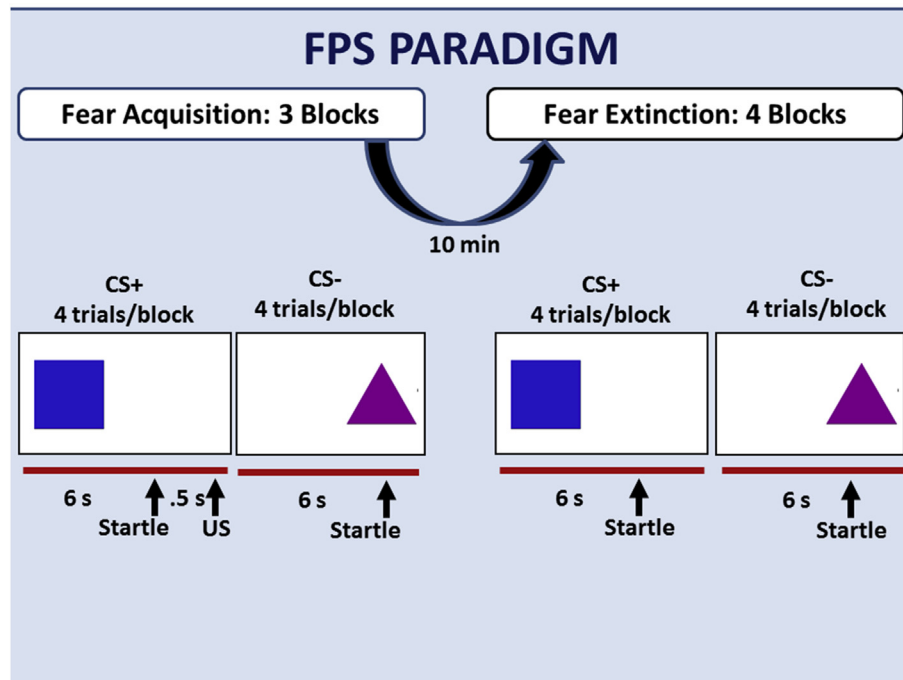 FPS PARADIGM
Fear Acquisition: 3 Blocks
Fear Extinction: 4 Blocks
10 min
CS+
4 trials/block
CS-
4 trials/block
CS+
4 trials/block
CS-
4 trials/block
6 s
.5 s
Startle
US
6 s
Startle
6 s
Startle
6 s
Startle